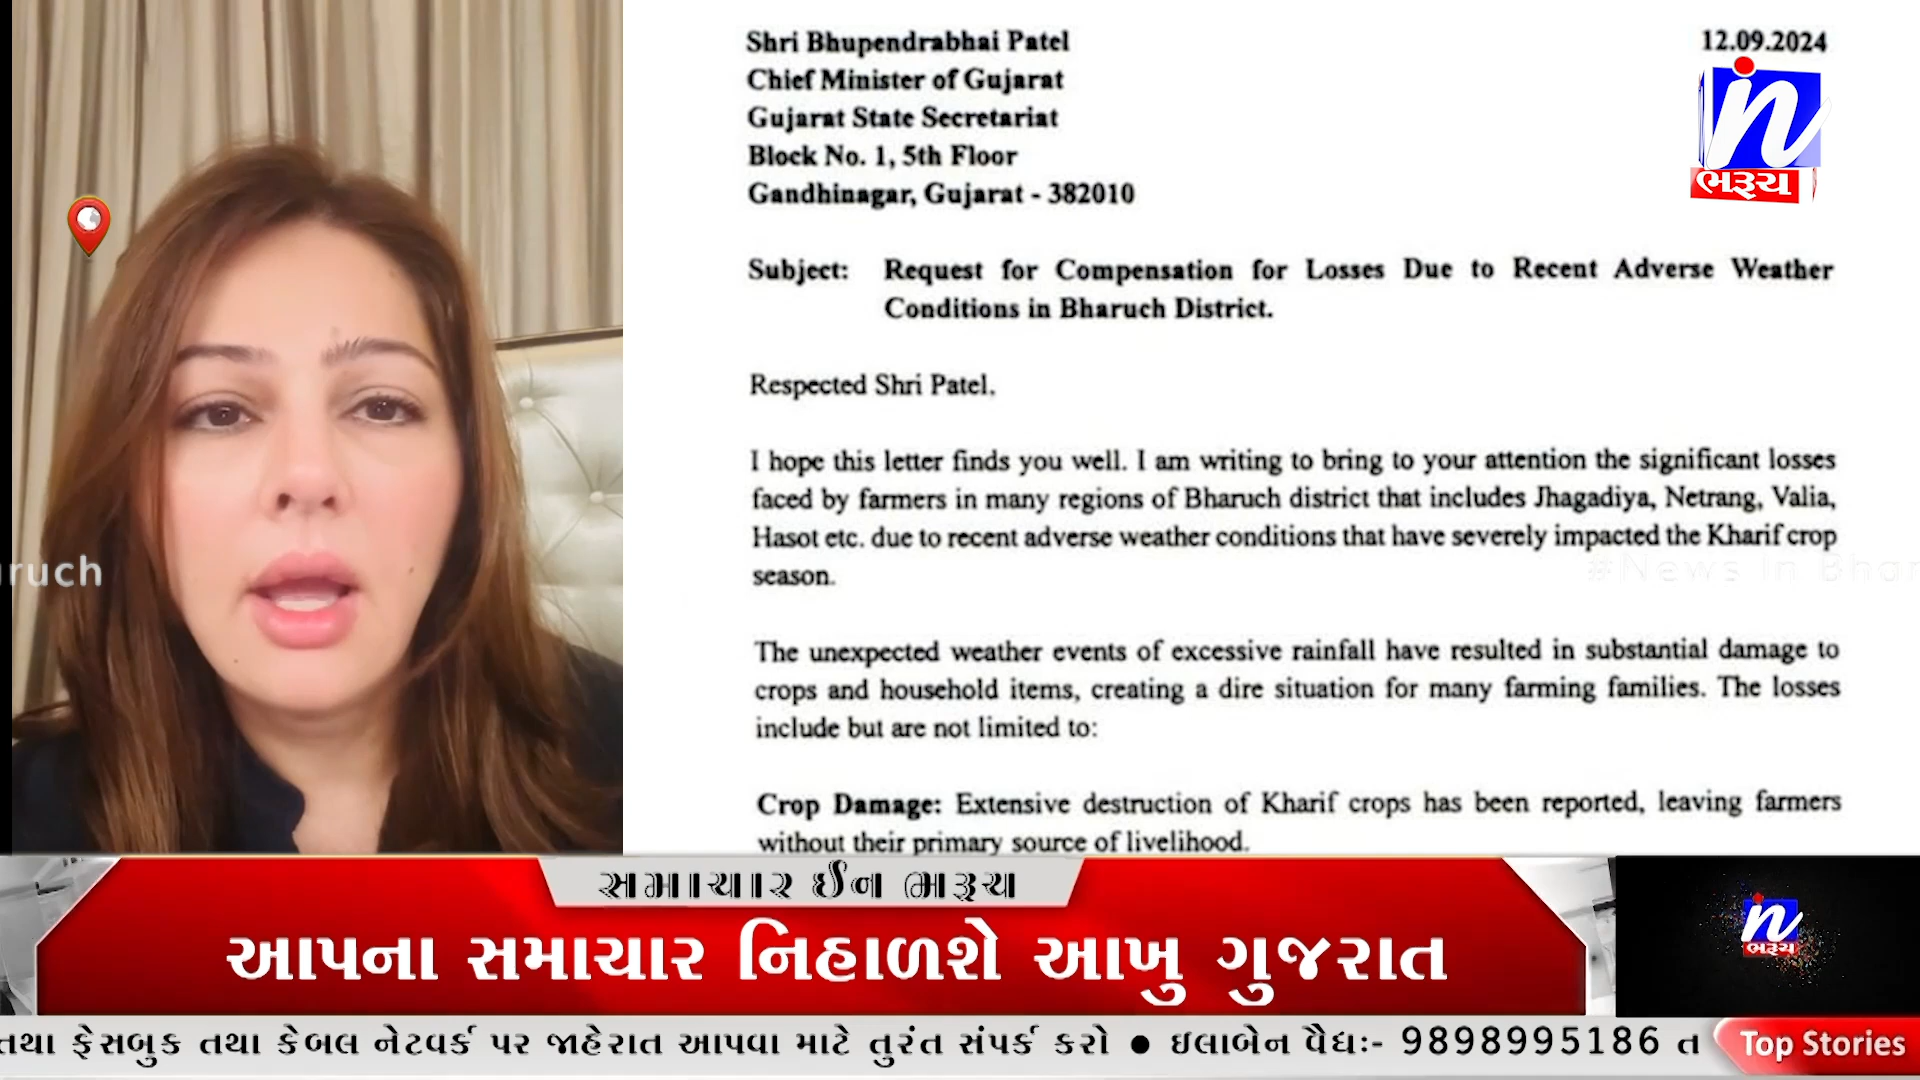 Shri Bhupendrabhai Patel
12.09.2024
Chief Minister of Gujarat
Gujarat State Secretariat
Block No. 1, 5th Floor
Gandhinagar, Gujarat - 382010
in
ભરૂચ
Subject: Request for Compensation for Losses Due to Recent Adverse Weather
Conditions in Bharuch District.
Respected Shri Patel,
I hope this letter finds you well. I am writing to bring to your attention the significant losses
faced by farmers in many regions of Bharuch district that includes Jhagadiya, Netrang, Valia,
Hasot etc. due to recent adverse weather conditions that have severely impacted the Kharif crop
season.
ruch
#News In Bhar
The unexpected weather events of excessive rainfall have resulted in substantial damage to
crops and household items, creating a dire situation for many farming families. The losses
include but are not limited to:
Crop Damage: Extensive destruction of Kharif crops has been reported, leaving farmers
without their primary source of livelihood.
સમાચાર ઈન ભરૂચ
આપના સમાચાર નિહાળશે આખુ ગુજરાત
in
ભરૂચ
તથા ફેસબુક તથા કેબલ નેટવર્ક પર જાહેરાત આપવા માટે તુરંત સંપર્ક કરો ● ઇલાબેન વૈદ્યઃ- 9898995186 ત
Top Stories